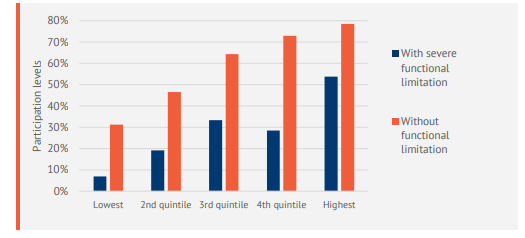 80%
70%
60%
50%
40%
30%
20%
10%
0%
Participation levels
Lowest
2nd quintile
3rd quintile
4th quintile
Highest
With severe
functional
limitation
Without
functional
limitation